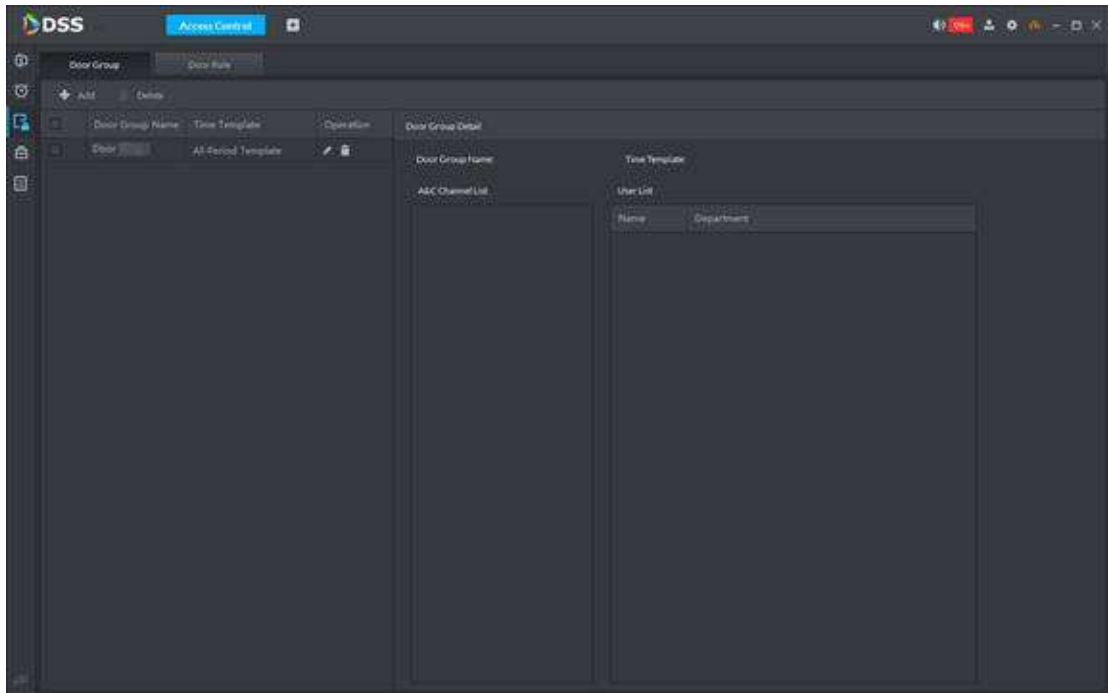 DSS
Access Control
Door Group Door Rule
Add Delete
Door Group Name Time Template Operation Door Group Detail
Door All-Period Template
Door Group Name Time Template
A&C Channel List User List
Name Department